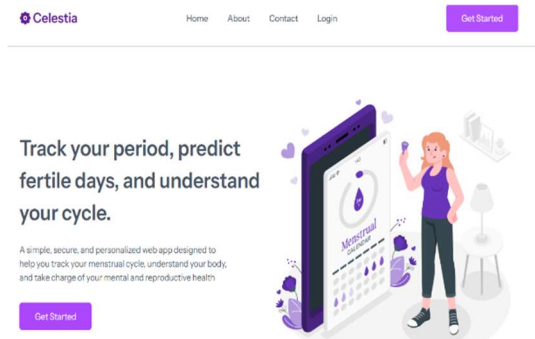 Celestia
Home About Contact Login
Get Started
Track your period, predict
fertile days, and understand
your cycle.
A simple, secure, and personalized web app designed to
help you track your menstrual cycle, understand your body,
and take charge of your mental and reproductive health
Get Started
Menstrual
CALENDAR